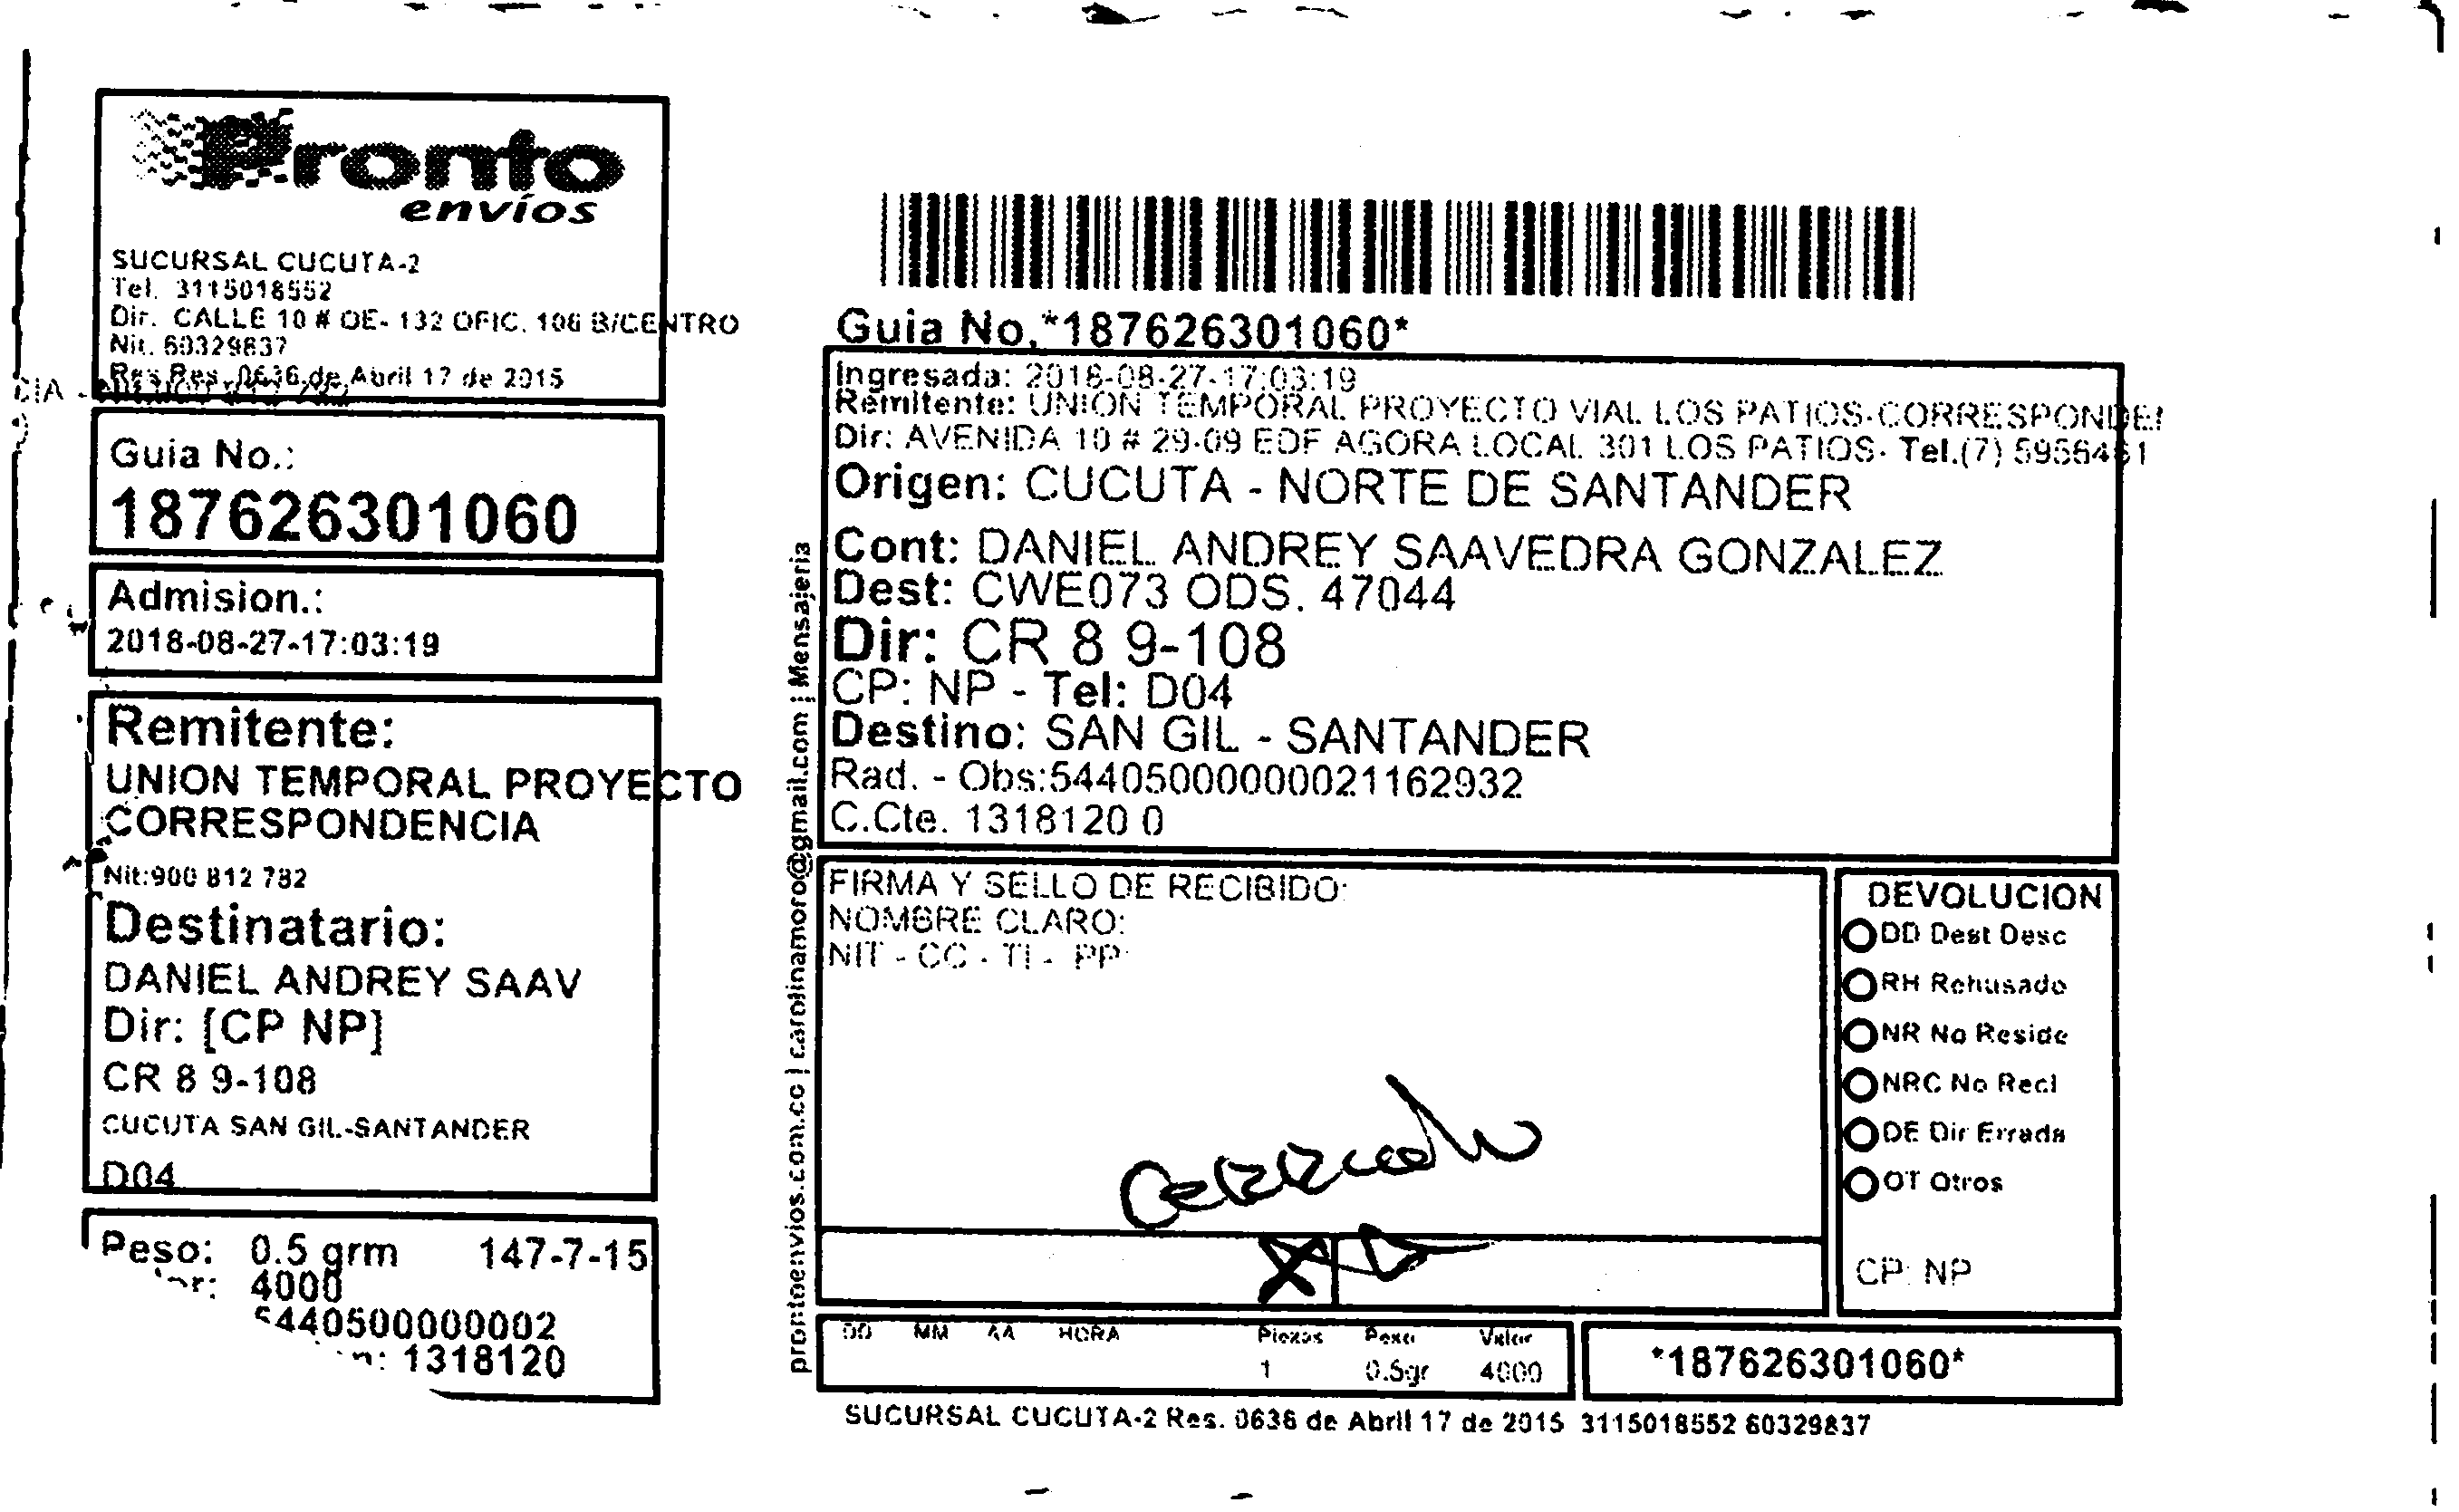 Pronto
envíos
SUCURSAL CUCUTA-2
Tel. 3115018552
Dir. CALLE 10 # OE- 132 OFIC. 106 B/CENTRO
Nit. 60329837
Res Res. 0636 de Abril 17 de 2015
Guia No.:
187626301060
Admision.:
2018-08-27-17:03:19
Remitente:
UNION TEMPORAL PROYECTO
CORRESPONDENCIA
Nit:900 812 782
Destinatario:
DANIEL ANDREY SAAV
Dir: [CP NP]
CR 8 9-108
CUCUTA SAN GIL-SANTANDER
D04
Peso: 0.5 grm 147-7-15
4000
5440500000002
1318120
prontoenvios.com.co | carolinamoro@gmail.com ; Mensajeria
Guia No.*187626301060*
Ingresada: 2018-08-27-17:03:19
Remitente: UNION TEMPORAL PROYECTO VIAL LOS PATIOS-CORRESPONDE
Dir: AVENIDA 10 # 29-09 EDF AGORA LOCAL 301 LOS PATIOS- Tel.(7) 5956461
Origen: CUCUTA - NORTE DE SANTANDER
Cont: DANIEL ANDREY SAAVEDRA GONZALEZ
Dest: CWE073 ODS. 47044
Dir: CR 8 9-108
CP: NP - Tel: D04
Destino: SAN GIL - SANTANDER
Rad. - Obs:544050000000021162932
C.Cte. 1318120 0
FIRMA Y SELLO DE RECIBIDO:
NOMBRE CLARO:
NIT - CC - TI - PP:
DEVOLUCION
DD Dest Desc
RH Rehusado
NR No Reside
NRC No Recl
DE Dir Errada
OT Otros
CP: NP
DD MM AA HORA Piezas Peso Valor
1 0.5gr 4000
*187626301060*
SUCURSAL CUCUTA-2 Res. 0636 de Abril 17 de 2015 3115018552 60329837